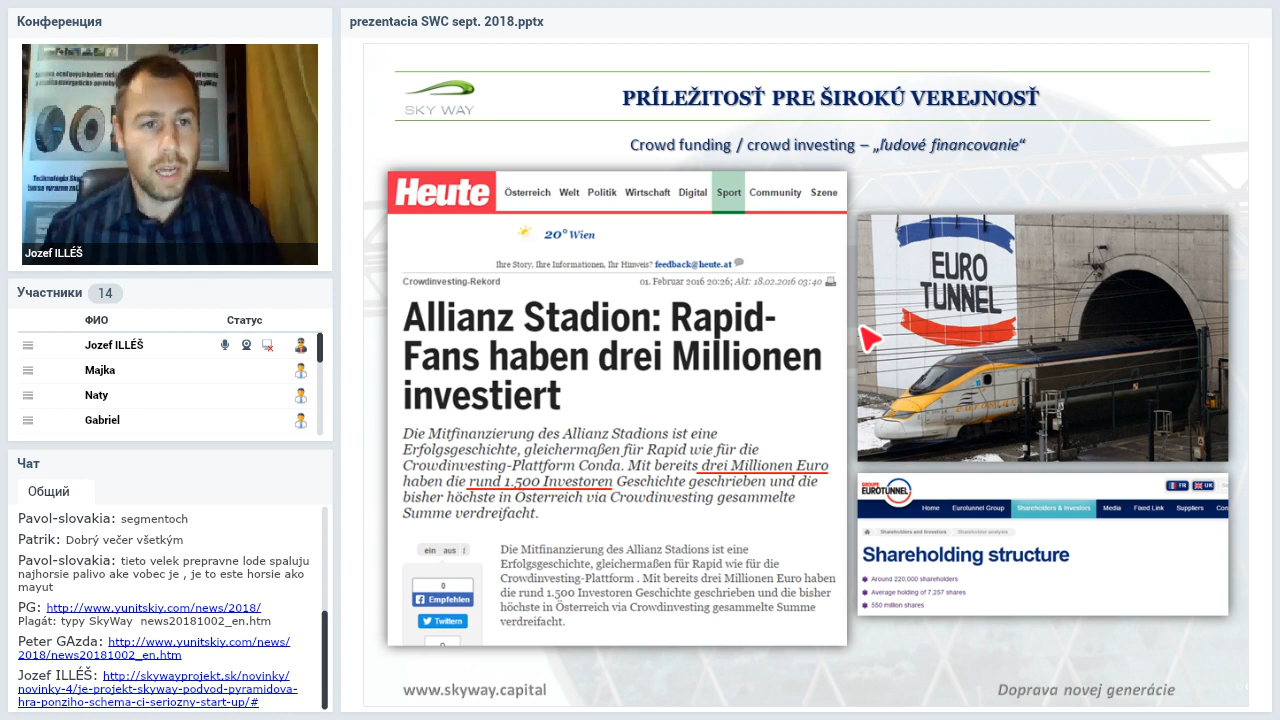 Конференция
Jozef ILLÉŠ
Участники 14
ФИО Статус
Jozef ILLÉŠ
Majka
Naty
Gabriel
Чат
Общий
Pavol-slovakia: segmentoch
Patrik: Dobrý večer všetkým
Pavol-slovakia: tieto velek prepravne lode spaluju
najhorsie palivo ake vobec je , je to este horsie ako
mayut
PG: http://www.yunitskiy.com/news/2018/
Plagát: typy SkyWay news20181002_en.htm
Peter GAzda: http://www.yunitskiy.com/news/
2018/news20181002_en.htm
Jozef ILLÉŠ: http://skywayprojekt.sk/novinky/
novinky-4/je-projekt-skyway-podvod-pyramidova-
hra-ponziho-schema-ci-seriozny-start-up/#
prezentacia SWC sept. 2018.pptx
SKY WAY
PRÍLEŽITOSŤ PRE ŠIROKÚ VEREJNOSŤ
Crowd funding / crowd investing – „ľudové financovanie“
Heute Österreich Welt Politik Wirtschaft Digital Sport Community Szene
20° Wien
Ihre Story, Ihre Informationen, Ihr Hinweis? feedback@heute.at
Crowdinvesting-Rekord 01. Februar 2016 20:26; Akt: 18.02.2016 03:40
Allianz Stadion: Rapid-
Fans haben drei Millionen
investiert
Die Mitfinanzierung des Allianz Stadions ist eine
Erfolgsgeschichte, gleichermaßen für Rapid wie für die
Crowdinvesting-Plattform Conda. Mit bereits drei Millionen Euro
haben die rund 1.500 Investoren Geschichte geschrieben und die
bisher höchste in Österreich via Crowdinvesting gesammelte
Summe verdreifacht.
ein aus i
0
Empfehlen
Twittern
0
Die Mitfinanzierung des Allianz Stadions ist eine
Erfolgsgeschichte, gleichermaßen für Rapid wie für die
Crowdinvesting-Plattform . Mit bereits drei Millionen Euro haben
die rund 1.500 Investoren Geschichte geschrieben und die bisher
höchste in Österreich via Crowdinvesting gesammelte Summe
verdreifacht.
EURO
TUNNEL
eurostar
GROUPE
EUROTUNNEL
FR UK
Home Eurotunnel Group Shareholders & Investors Media Fixed Link Suppliers
Shareholders and Investors Shareholder analysis
Shareholding structure
Around 220,000 shareholders
Average holding of 7,257 shares
550 million shares
www.skyway.capital
Doprava novej generácie